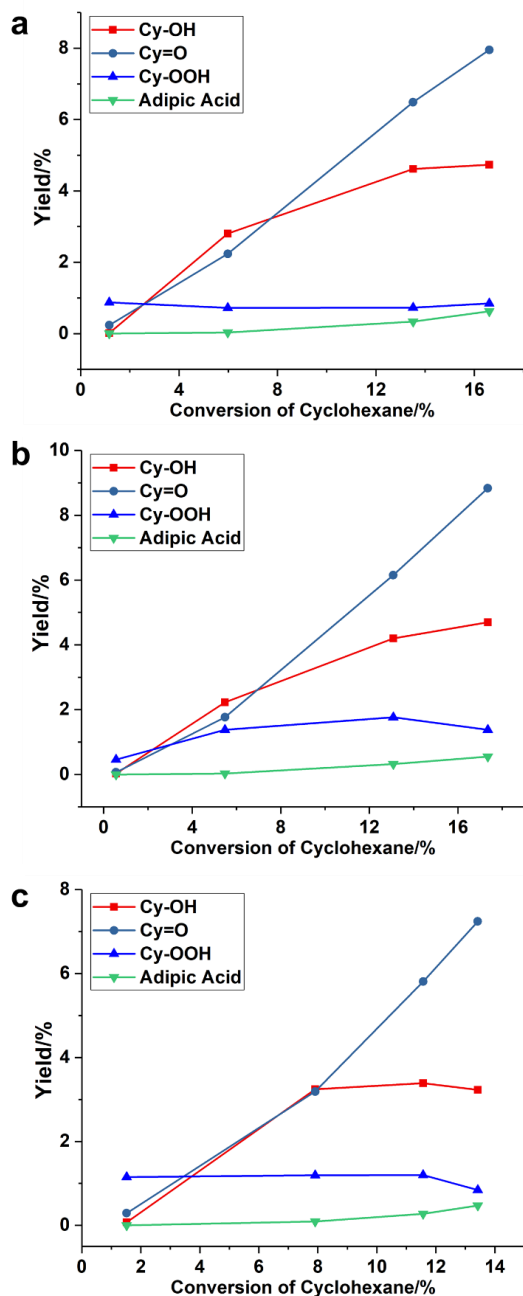 a
Cy-OH
Cy=O
Cy-OOH
Adipic Acid
Yield/%
8
6
4
2
0
0 4 8 12 16
Conversion of Cyclohexane/%
b
Cy-OH
Cy=O
Cy-OOH
Adipic Acid
Yield/%
10
8
6
4
2
0
0 4 8 12 16
Conversion of Cyclohexane/%
c
Cy-OH
Cy=O
Cy-OOH
Adipic Acid
Yield/%
8
6
4
2
0
0 2 4 6 8 10 12 14
Conversion of Cyclohexane/%